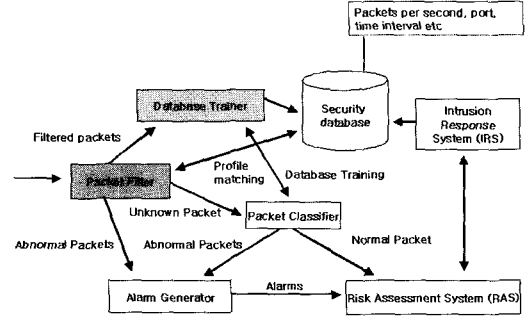 Packets per second, port,
time interval etc
Database Trainer
Security
database
Intrusion
Response
System (IRS)
Filtered packets
Profile
matching
Database Training
Packet Filter
Unknown Packet
Packet Classifier
Abnormal Packets
Abnormal Packets
Normal Packet
Alarms
Alarm Generator
Risk Assessment System (RAS)